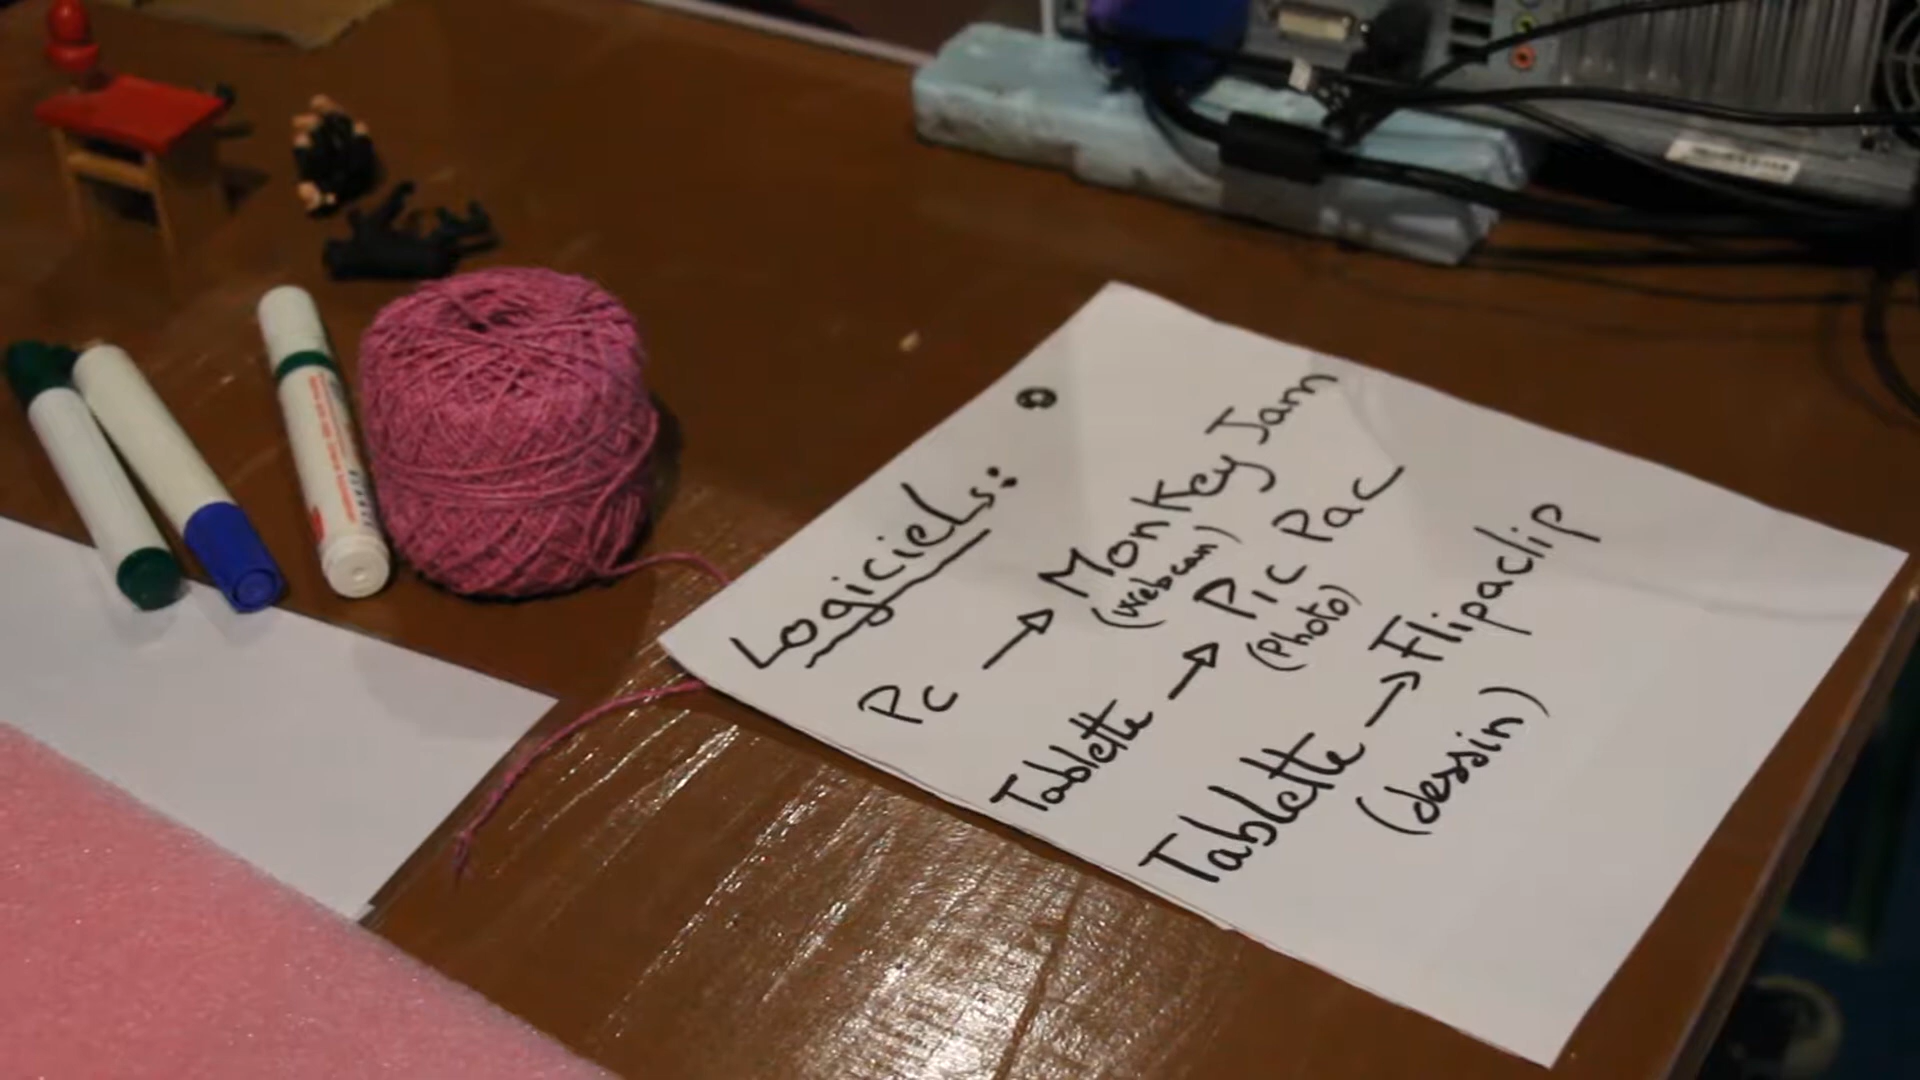 Logiciels:
Pc → Monkey Jam
(Webcam)
Tablette → Pic Pac
(Photo)
Tablette → Flipaclip
(dessin)